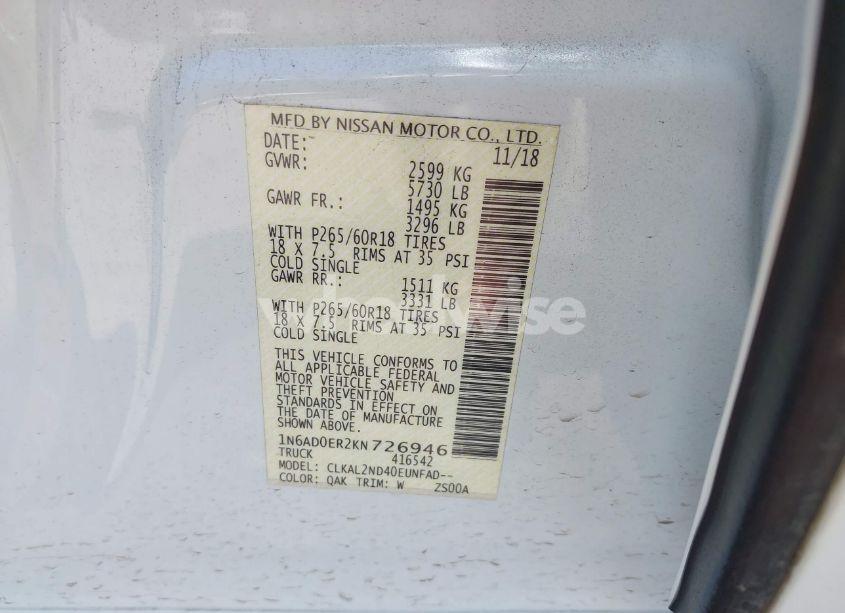 MFD BY NISSAN MOTOR CO., LTD.
DATE: 11/18
GVWR: 2599 KG
5730 LB
GAWR FR.: 1495 KG
3296 LB
WITH P265/60R18 TIRES
18 X 7.5 RIMS AT 35 PSI
COLD SINGLE
GAWR RR.: 1511 KG
3331 LB
WITH P265/60R18 TIRES
18 X 7.5 RIMS AT 35 PSI
COLD SINGLE
THIS VEHICLE CONFORMS TO
ALL APPLICABLE FEDERAL
MOTOR VEHICLE SAFETY AND
THEFT PREVENTION
STANDARDS IN EFFECT ON
THE DATE OF MANUFACTURE
SHOWN ABOVE.
1N6AD0ER2KN726946
TRUCK 416542
MODEL: CLKAL2ND40EUNFAD--
COLOR: QAK TRIM: W ZS00A